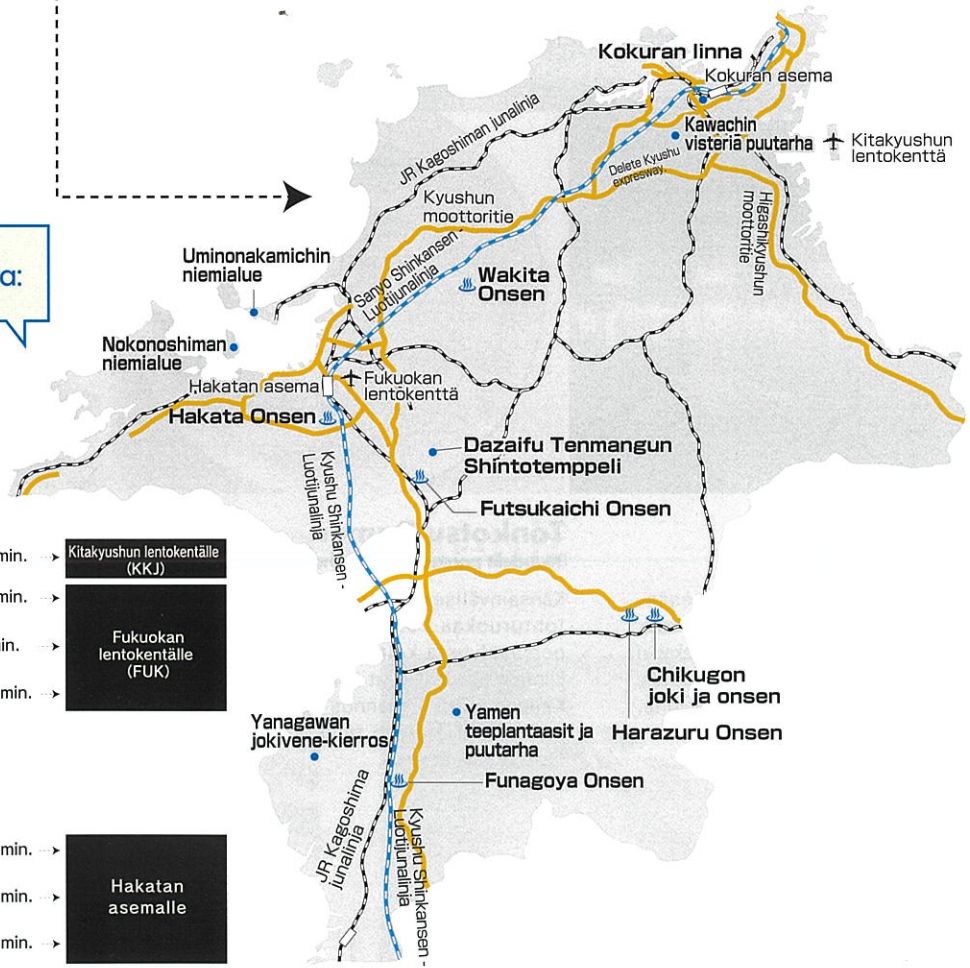 Kokuran linna
Kokuran asema
JR Kagoshiman junalinja
Kawachin
visteria puutarha
Kitakyushun
lentokenttä
Delete Kyushu
expresway
Kyushun
moottoritie
Higashikyushun
moottoritie
a:
Uminonakamichin
niemialue
Sanyo Shinkansen -
Luotijunalinja
Wakita
Onsen
Nokonoshiman
niemialue
Hakatan asema
Fukuokan
lentokenttä
Hakata Onsen
Dazaifu Tenmangun
Shintotemppeli
Kyushu Shinkansen -
Luotijunalinja
Futsukaichi Onsen
min.
Kitakyushun lentokentälle
(KKJ)
min.
min.
min.
Fukuokan
lentokentälle
(FUK)
Chikugon
joki ja onsen
Harazuru Onsen
Yamen
teeplantaasit ja
puutarha
Yanagawan
jokivene-kierros
Funagoya Onsen
JR Kagoshima
junalinja
Kyushu Shinkansen -
Luotijunalinja
min.
min.
min.
Hakatan
asemalle